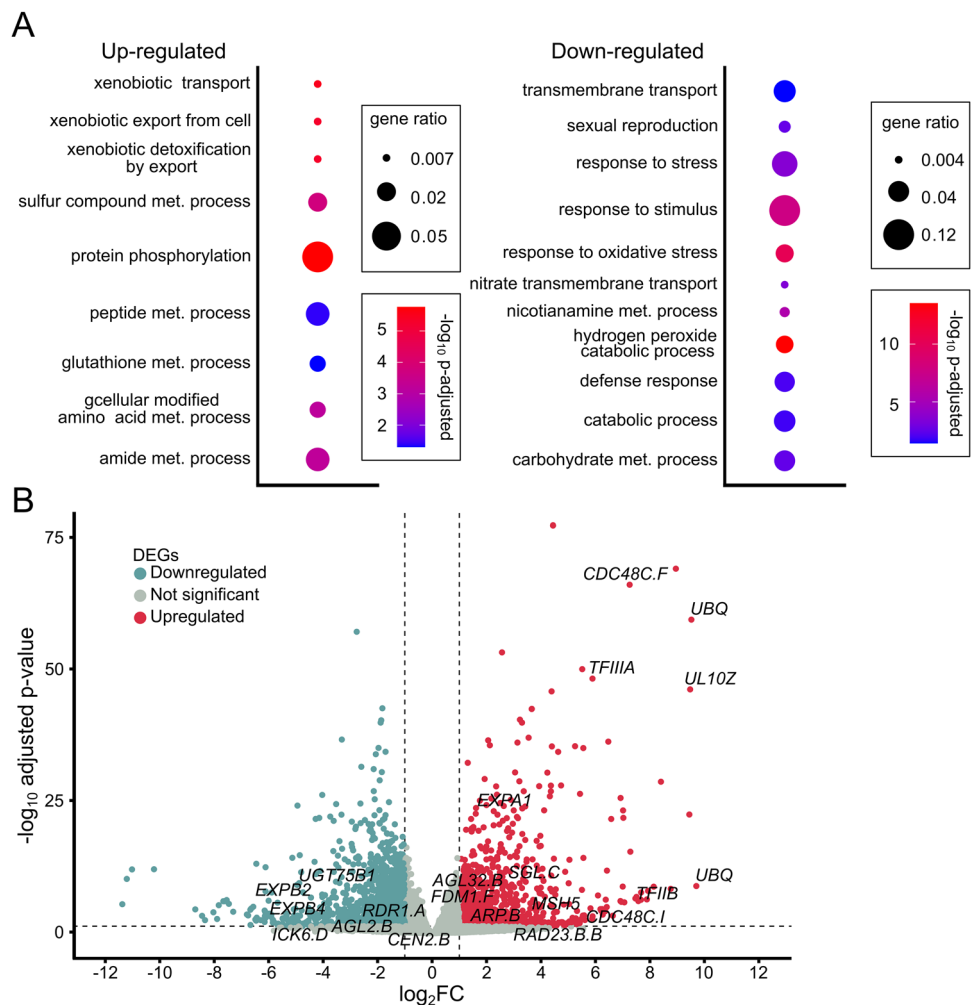 A
Up-regulated
xenobiotic transport
xenobiotic export from cell
xenobiotic detoxification
by export
sulfur compound met. process
protein phosphorylation
peptide met. process
glutathione met. process
gcellular modified
amino acid met. process
amide met. process
gene ratio
0.007
0.02
0.05
5
4
3
2
-log10 p-adjusted
Down-regulated
transmembrane transport
sexual reproduction
response to stress
response to stimulus
response to oxidative stress
nitrate transmembrane transport
nicotianamine met. process
hydrogen peroxide
catabolic process
defense response
catabolic process
carbohydrate met. process
gene ratio
0.004
0.04
0.12
10
5
-log10 p-adjusted
B
-log10 adjusted p-value
75
50
25
0
DEGs
Downregulated
Not significant
Upregulated
CDC48C.F
UBQ
TFIIIA
UL10Z
EXPA1
UGT75B1
EXPB2
EXPB4
RDR1.A
AGL2.B
ICK6.D
CEN2.B
AGL32.B
FDM1.F
ARP.B
SGL.C
MSH5
UBQ
TFIIB
CDC48C.I
RAD23.B.B
-12 -10 -8 -6 -4 -2 0 2 4 6 8 10 12
log2FC